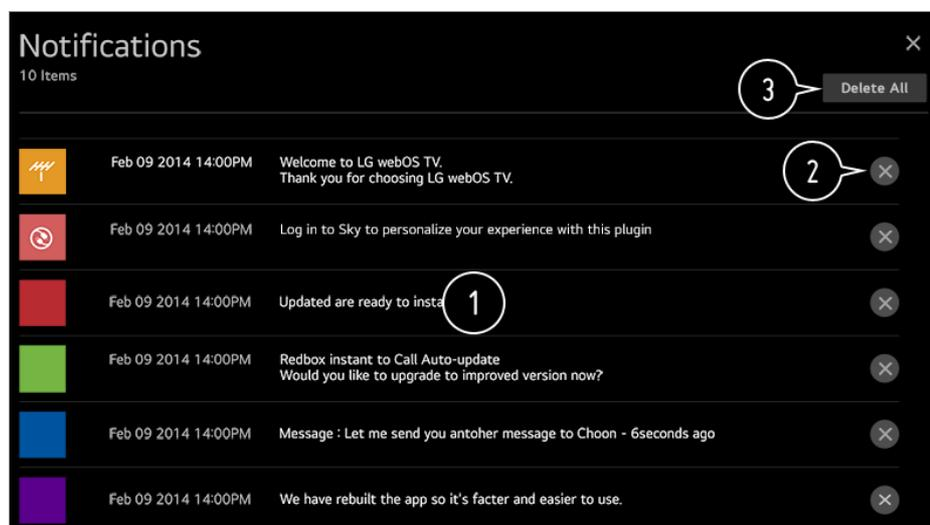 Notifications
10 Items
3
Delete All
Feb 09 2014 14:00PM
Welcome to LG webOS TV.
Thank you for choosing LG webOS TV.
2
Feb 09 2014 14:00PM
Log in to Sky to personalize your experience with this plugin
Feb 09 2014 14:00PM
Updated are ready to insta
1
Feb 09 2014 14:00PM
Redbox instant to Call Auto-update
Would you like to upgrade to improved version now?
Feb 09 2014 14:00PM
Message : Let me send you antoher message to Choon - 6seconds ago
Feb 09 2014 14:00PM
We have rebuilt the app so it's facter and easier to use.